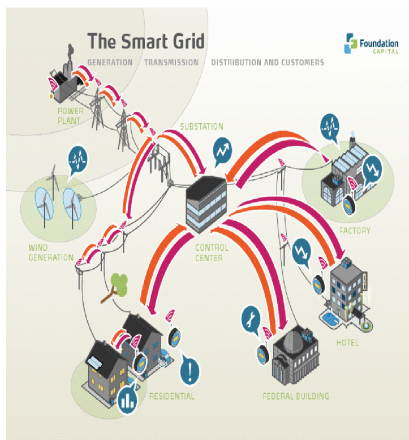 The Smart Grid
GENERATION TRANSMISSION DISTRIBUTION AND CUSTOMERS
Foundation
CAPITAL
POWER
PLANT
SUBSTATION
WIND
GENERATION
CONTROL
CENTER
FACTORY
HOTEL
RESIDENTIAL
FEDERAL BUILDING